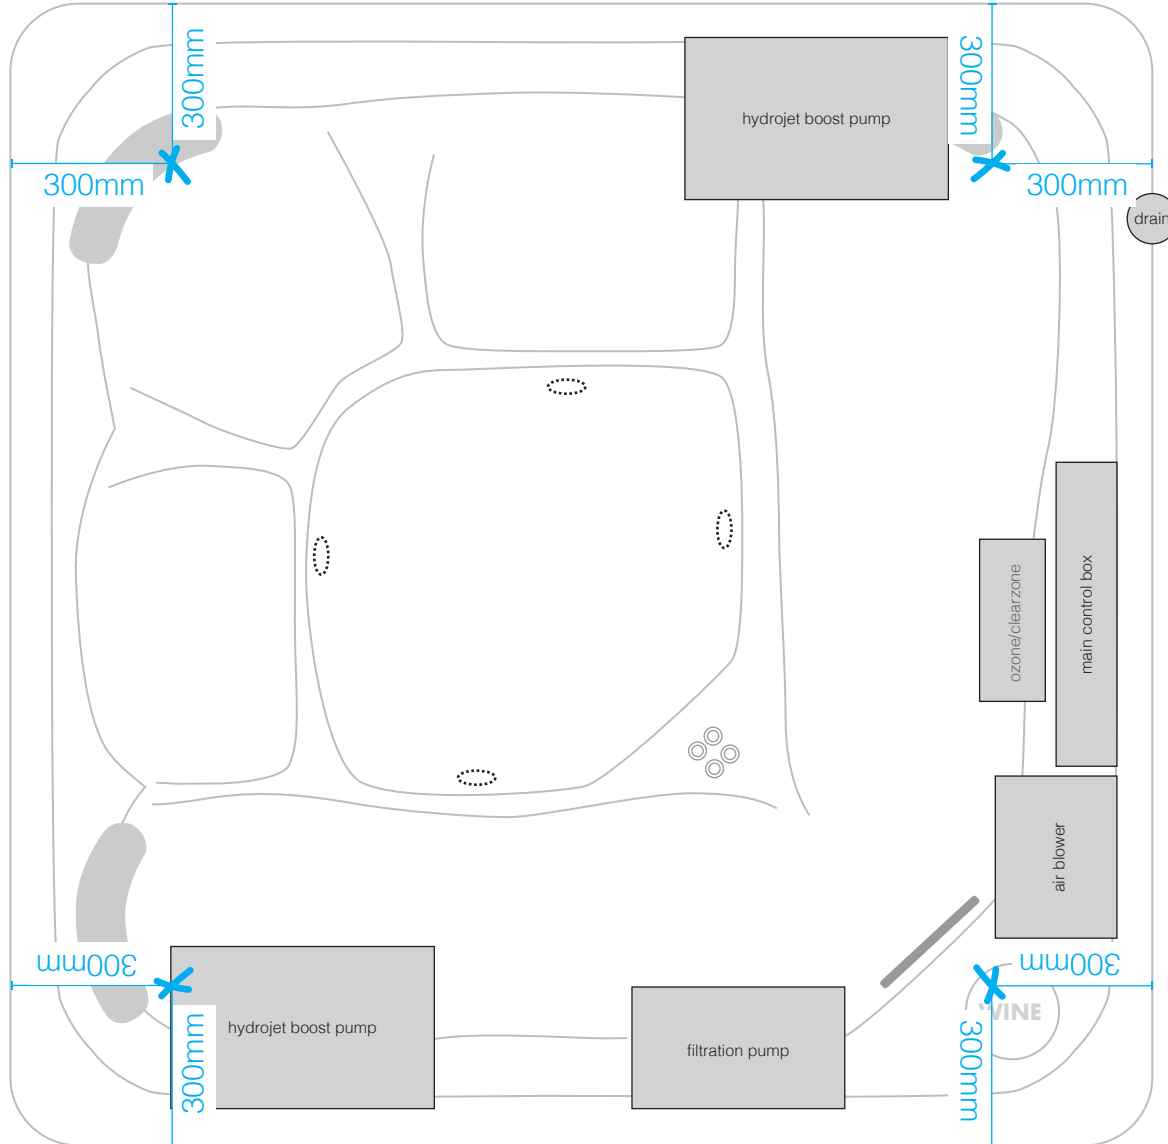 300mm
300mm
hydrojet boost pump
300mm
300mm
drain
ozone/clearzone
main control box
air blower
300mm
300mm
WINE
hydrojet boost pump
filtration pump
300mm
300mm